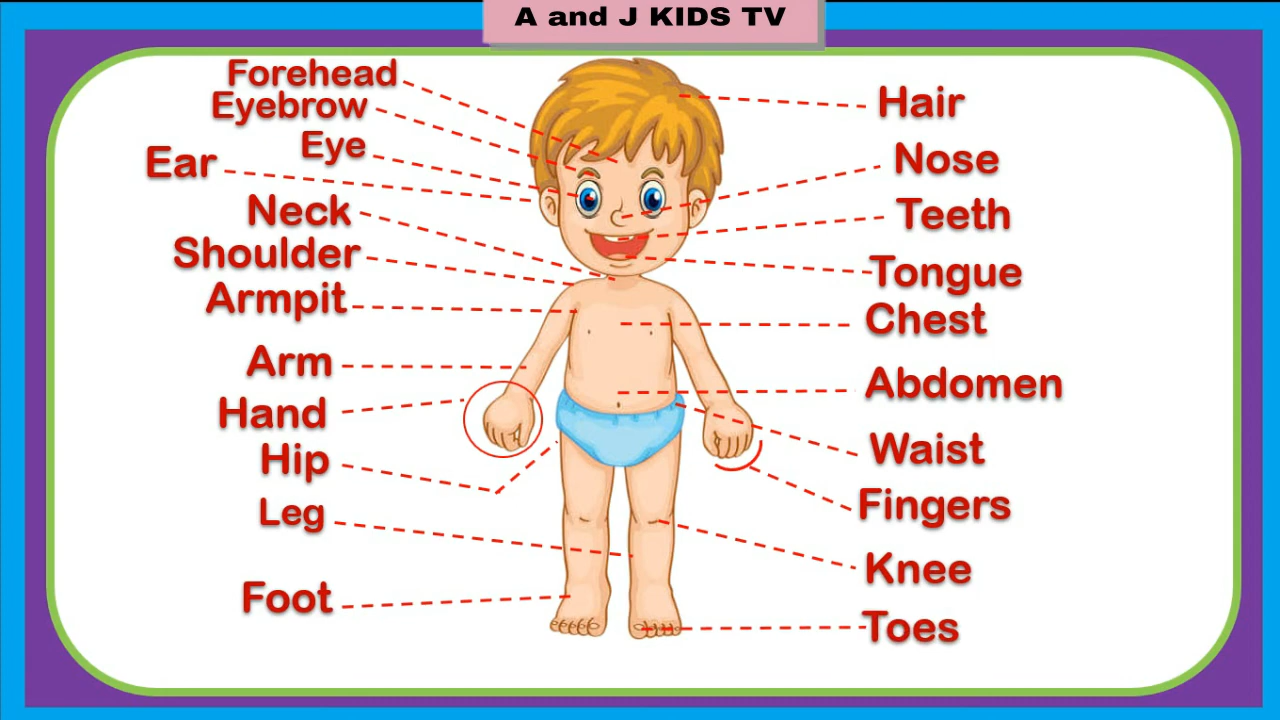 A and J KIDS TV
Forehead
Eyebrow
Eye
Ear
Neck
Shoulder
Armpit
Arm
Hand
Hip
Leg
Foot
Hair
Nose
Teeth
Tongue
Chest
Abdomen
Waist
Fingers
Knee
Toes